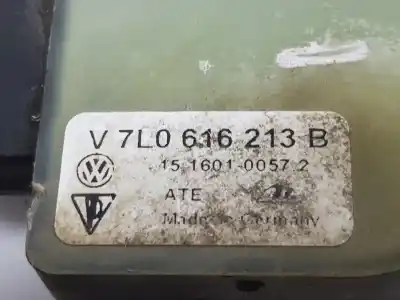 V 7L0 616 213 B
15.1601-0057.2
ATE
Made in Germany